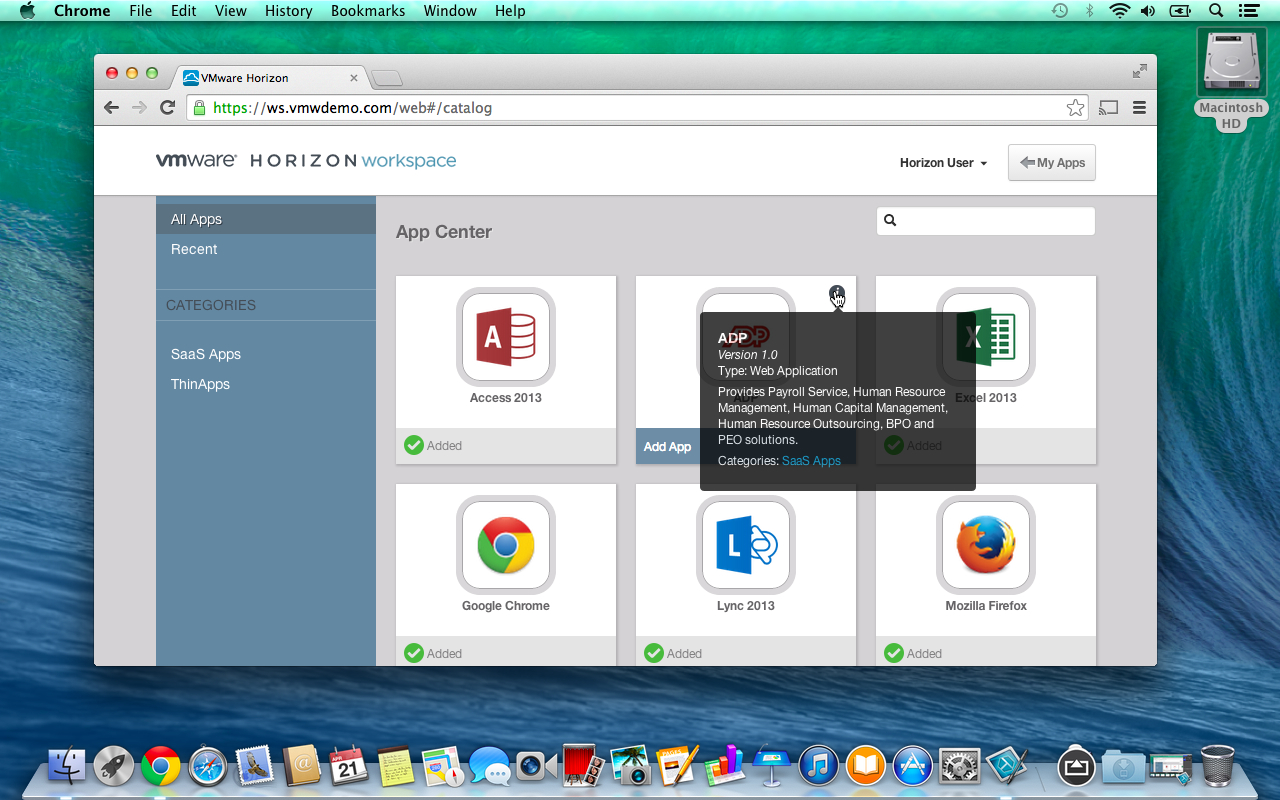 Chrome File Edit View History Bookmarks Window Help
Macintosh
HD
VMware Horizon
https://ws.vmwdemo.com/web#/catalog
vmware HORIZON workspace
Horizon User
My Apps
All Apps
Recent
CATEGORIES
SaaS Apps
ThinApps
App Center
Access 2013
Added
ADP
ADP
Version 1.0
Type: Web Application
Provides Payroll Service, Human Resource
Management, Human Capital Management,
Human Resource Outsourcing, BPO and
PEO solutions.
Categories: SaaS Apps
ADP
Add App
Excel 2013
Added
Google Chrome
Added
Lync 2013
Added
Mozilla Firefox
Added
APR
21
PAGES